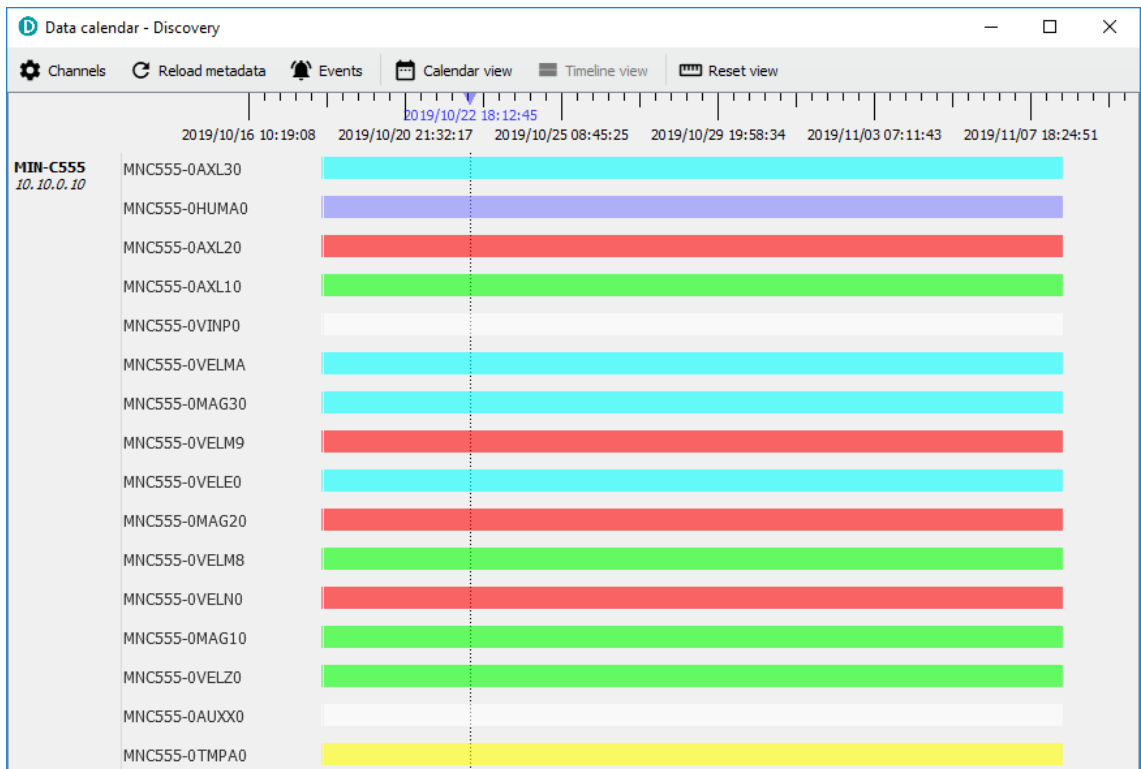 Data calendar - Discovery
Channels Reload metadata Events Calendar view Timeline view Reset view
2019/10/22 18:12:45
2019/10/16 10:19:08 2019/10/20 21:32:17 2019/10/25 08:45:25 2019/10/29 19:58:34 2019/11/03 07:11:43 2019/11/07 18:24:51
MIN-C555 MNC555-0AXL30
10.10.0.10
MNC555-0HUMA0
MNC555-0AXL20
MNC555-0AXL10
MNC555-0VINP0
MNC555-0VELMA
MNC555-0MAG30
MNC555-0VELM9
MNC555-0VELE0
MNC555-0MAG20
MNC555-0VELM8
MNC555-0VELN0
MNC555-0MAG10
MNC555-0VELZ0
MNC555-0AUXX0
MNC555-0TMPA0